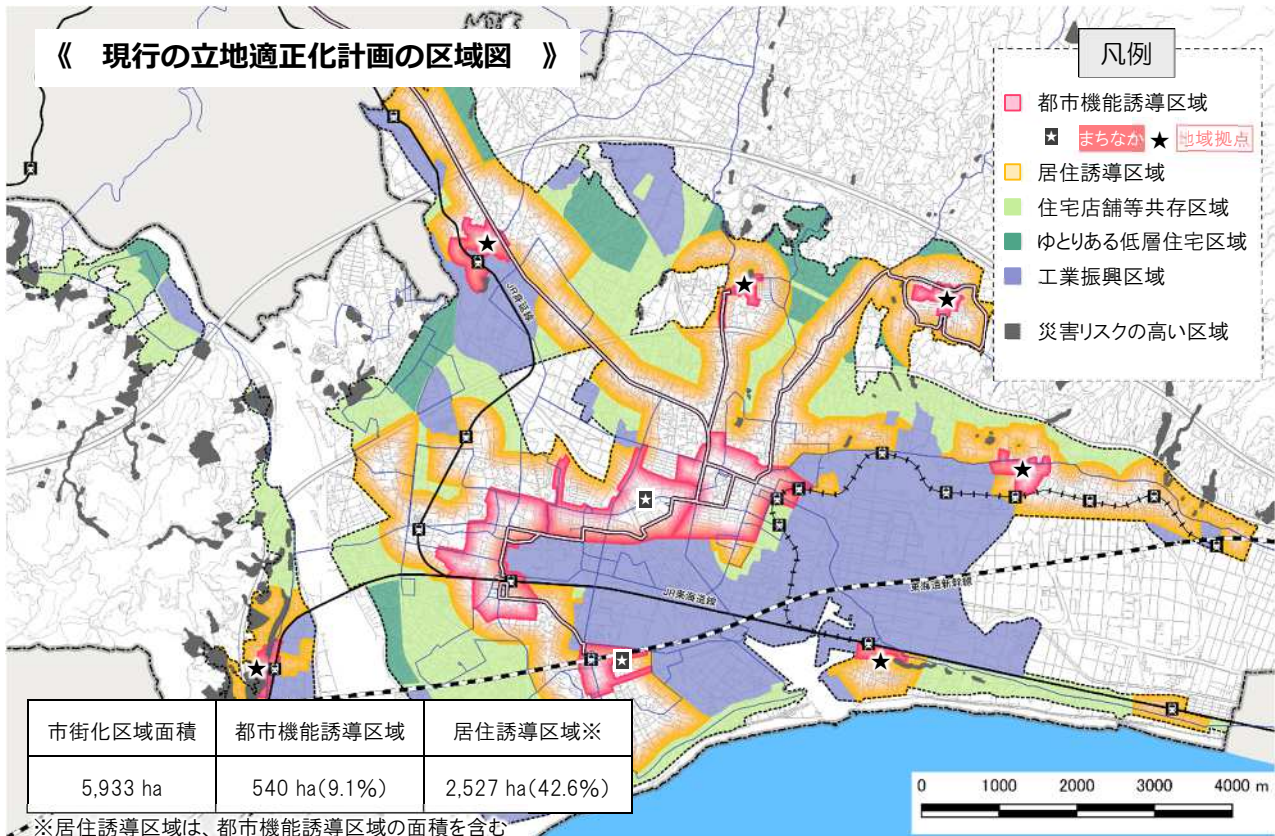 《 現行の立地適正化計画の区域図 》
凡例
都市機能誘導区域
まちなか ★ 地域拠点
居住誘導区域
住宅店舗等共存区域
ゆとりある低層住宅区域
工業振興区域
災害リスクの高い区域
JR身延線
JR東海道線
東海道新幹線
市街化区域面積 都市機能誘導区域 居住誘導区域※
5,933 ha 540 ha(9.1%) 2,527 ha(42.6%)
※居住誘導区域は、都市機能誘導区域の面積を含む
0 1000 2000 3000 4000 m